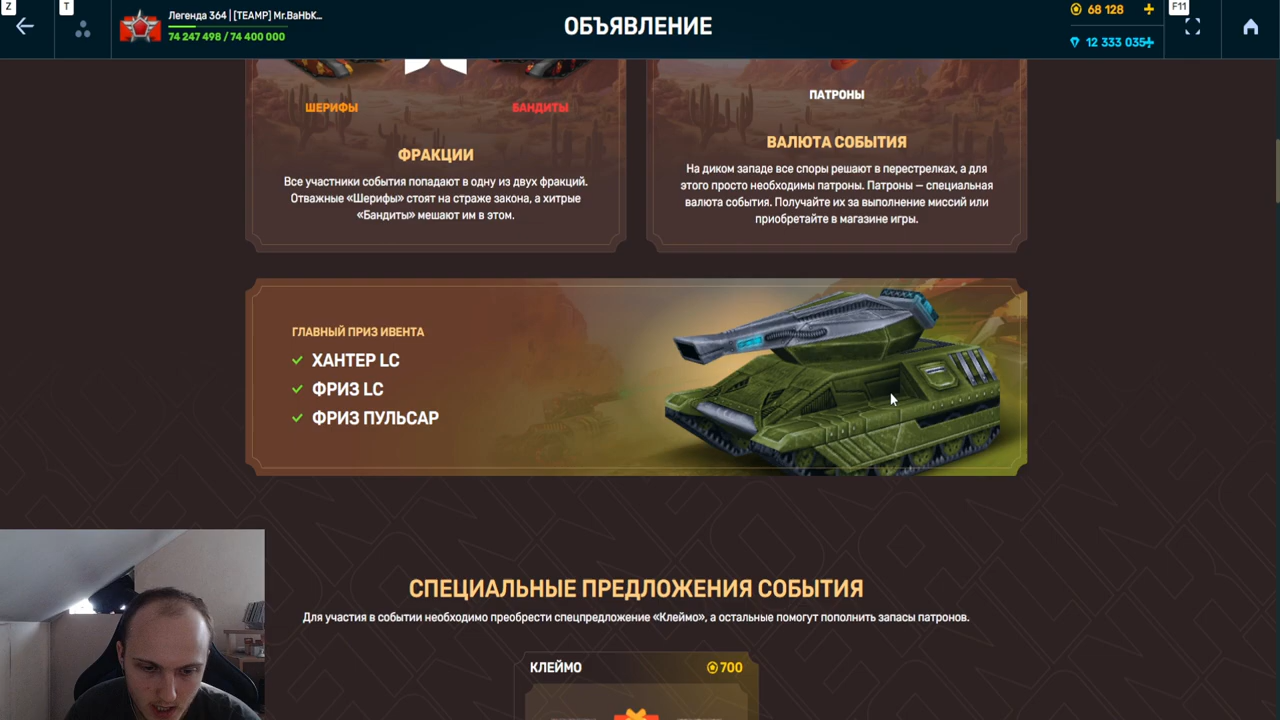 Z
T
Легенда 364 | [TEAMP] Mr.BaHbK...
74 247 498 / 74 400 000
ОБЪЯВЛЕНИЕ
68 128
12 333 035
F11
ШЕРИФЫ
БАНДИТЫ
ФРАКЦИИ
Все участники события попадают в одну из двух фракций.
Отважные «Шерифы» стоят на страже закона, а хитрые
«Бандиты» мешают им в этом.
ПАТРОНЫ
ВАЛЮТА СОБЫТИЯ
На диком западе все споры решают в перестрелках, а для
этого просто необходимы патроны. Патроны — специальная
валюта события. Получайте их за выполнение миссий или
приобретайте в магазине игры.
ГЛАВНЫЙ ПРИЗ ИВЕНТА
ХАНТЕР LC
ФРИЗ LC
ФРИЗ ПУЛЬСАР
СПЕЦИАЛЬНЫЕ ПРЕДЛОЖЕНИЯ СОБЫТИЯ
Для участия в событии необходимо преобрести спецпредложение «Клеймо», а остальные помогут пополнить запасы патронов.
КЛЕЙМО
700